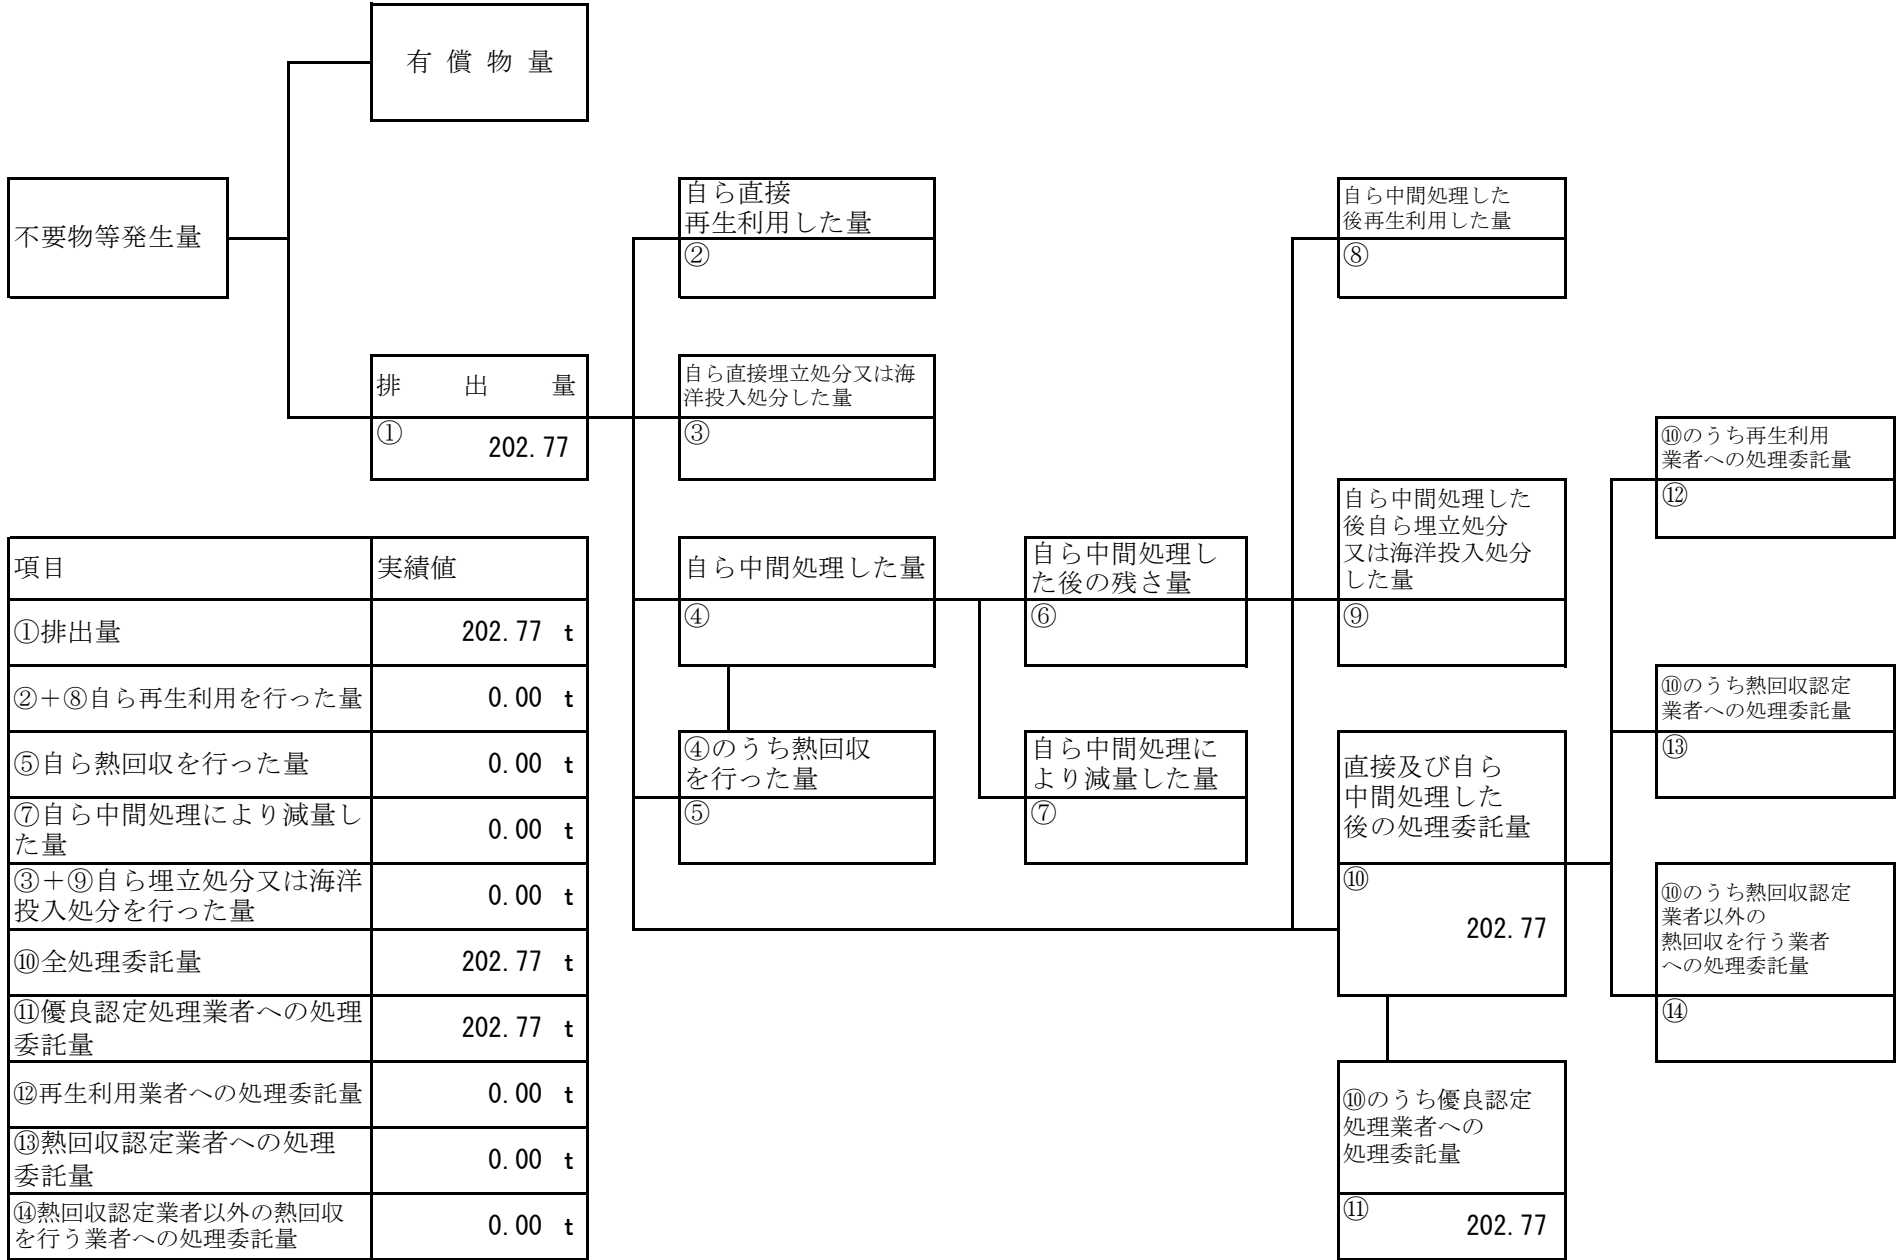 有償物量
不要物等発生量
排出量
①
202.77
自ら直接
再生利用した量
②
自ら直接埋立処分又は海
洋投入処分した量
③
自ら中間処理した量
④
④のうち熱回収
を行った量
⑤
自ら中間処理し
た後の残さ量
⑥
自ら中間処理に
より減量した量
⑦
自ら中間処理した
後再生利用した量
⑧
自ら中間処理した
後自ら埋立処分
又は海洋投入処分
した量
⑨
直接及び自ら
中間処理した
後の処理委託量
⑩
202.77
⑩のうち優良認定
処理業者への
処理委託量
⑪
202.77
⑩のうち再生利用
業者への処理委託量
⑫
⑩のうち熱回収認定
業者への処理委託量
⑬
⑩のうち熱回収認定
業者以外の
熱回収を行う業者
への処理委託量
⑭
項目 実績値
①排出量 202.77 t
②+⑧自ら再生利用を行った量 0.00 t
⑤自ら熱回収を行った量 0.00 t
⑦自ら中間処理により減量し
た量 0.00 t
③+⑨自ら埋立処分又は海洋
投入処分を行った量 0.00 t
⑩全処理委託量 202.77 t
⑪優良認定処理業者への処理
委託量 202.77 t
⑫再生利用業者への処理委託量 0.00 t
⑬熱回収認定業者への処理
委託量 0.00 t
⑭熱回収認定業者以外の熱回収
を行う業者への処理委託量 0.00 t